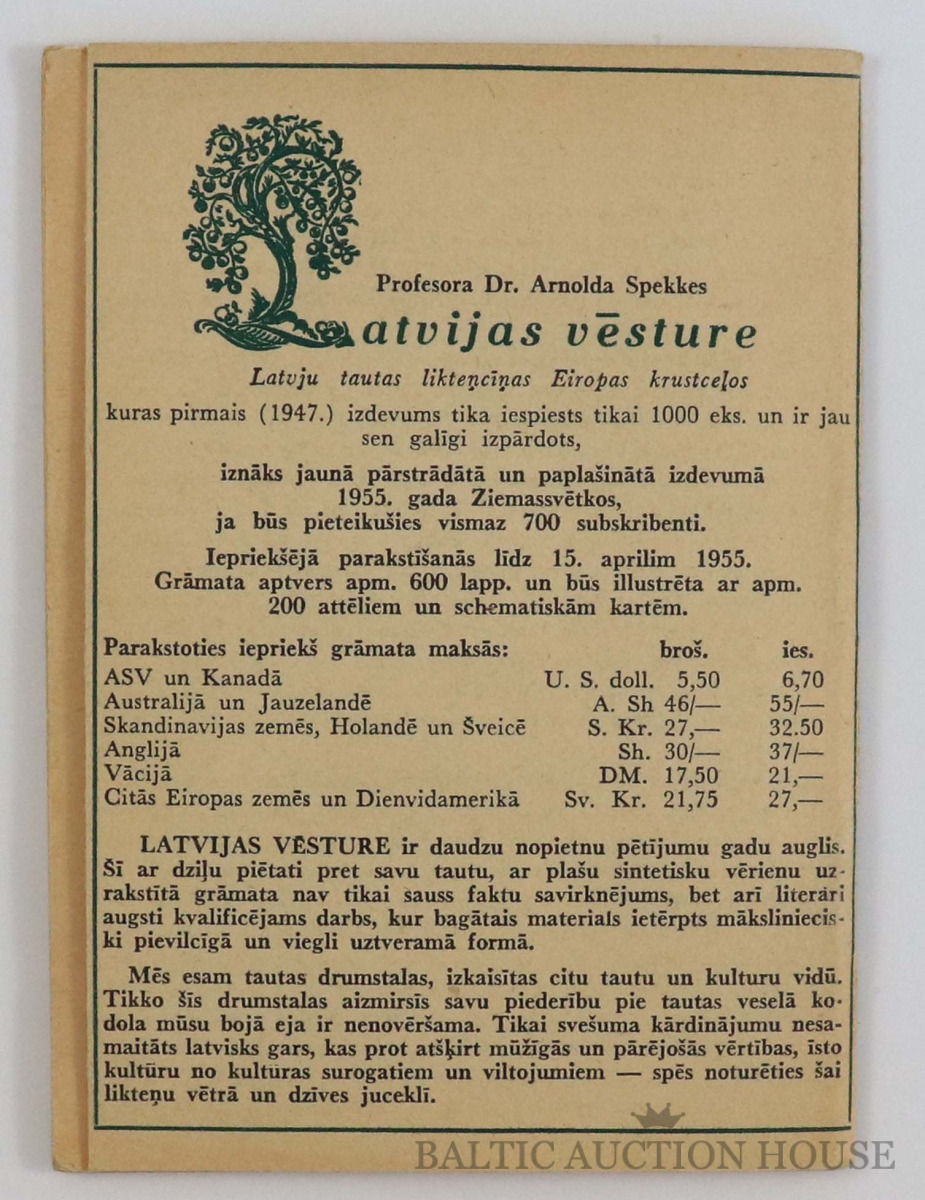 Profesora Dr. Arnolda Spekkes
Latvijas vēsture
Latvju tautas likteņcīņas Eiropas krustceļos
kuras pirmais (1947.) izdevums tika iespiests tikai 1000 eks. un ir jau
sen galīgi izpārdots,
iznāks jaunā pārstrādātā un paplašinātā izdevumā
1955. gada Ziemassvētkos,
ja būs pieteikušies vismaz 700 subskribenti.
Iepriekšējā parakstīšanās līdz 15. aprilim 1955.
Grāmata aptvers apm. 600 lapp. un būs illustrēta ar apm.
200 attēliem un schematiskām kartēm.
Parakstoties iepriekš grāmata maksās: broš. ies.
ASV un Kanadā U. S. doll. 5,50 6,70
Australijā un Jauzelandē A. Sh 46/— 55/—
Skandinavijas zemēs, Holandē un Šveicē S. Kr. 27,— 32.50
Anglijā Sh. 30/— 37/—
Vācijā DM. 17,50 21,—
Citās Eiropas zemēs un Dienvidamerikā Sv. Kr. 21,75 27,—
LATVIJAS VĒSTURE ir daudzu nopietnu pētījumu gadu auglis.
Šī ar dziļu piētati pret savu tautu, ar plašu sintetisku vērienu uz-
rakstītā grāmata nav tikai sauss faktu savirknējums, bet arī literāri
augsti kvalificējams darbs, kur bagātais materials ietērpts māksliniecis-
ki pievilcīgā un viegli uztveramā formā.
Mēs esam tautas drumstalas, izkaisītas citu tautu un kulturu vidū.
Tikko šīs drumstalas aizmirsīs savu piederību pie tautas veselā ko-
dola mūsu bojā eja ir nenovēršama. Tikai svešuma kārdinājumu nesa-
maitāts latvisks gars, kas prot atšķirt mūžīgās un pārējošās vērtības, īsto
kultūru no kultūras surogatiem un viltojumiem — spēs noturēties šai
likteņu vētrā un dzīves juceklī.
BALTIC AUCTION HOUSE